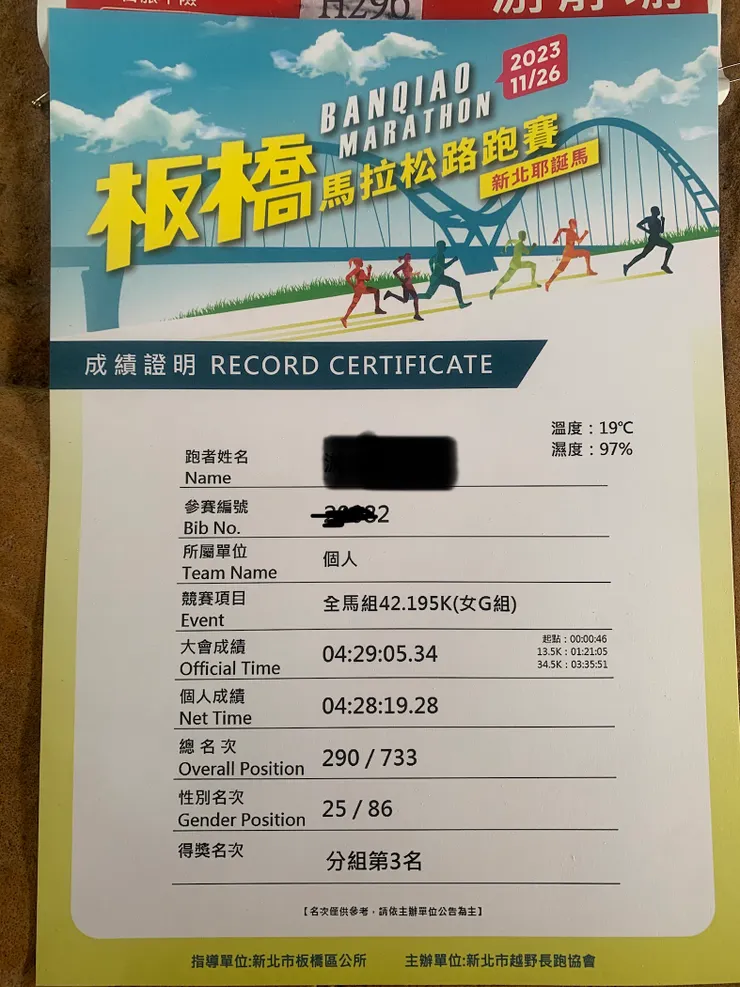 H296
BANQIAO
MARATHON
2023
11/26
板橋
馬拉松路跑賽
新北耶誕馬
成績證明 RECORD CERTIFICATE
溫度：19℃
濕度：97%
跑者姓名
Name
參賽編號
Bib No.
2
所屬單位
Team Name
個人
競賽項目
Event
全馬組42.195K(女G組)
大會成績
Official Time
04:29:05.34
起點：00:00:46
13.5K：01:21:05
34.5K：03:35:51
個人成績
Net Time
04:28:19.28
總名次
Overall Position
290 / 733
性別名次
Gender Position
25 / 86
得獎名次
分組第3名
【名次僅供參考，請依主辦單位公告為主】
指導單位:新北市板橋區公所 主辦單位:新北市越野長跑協會